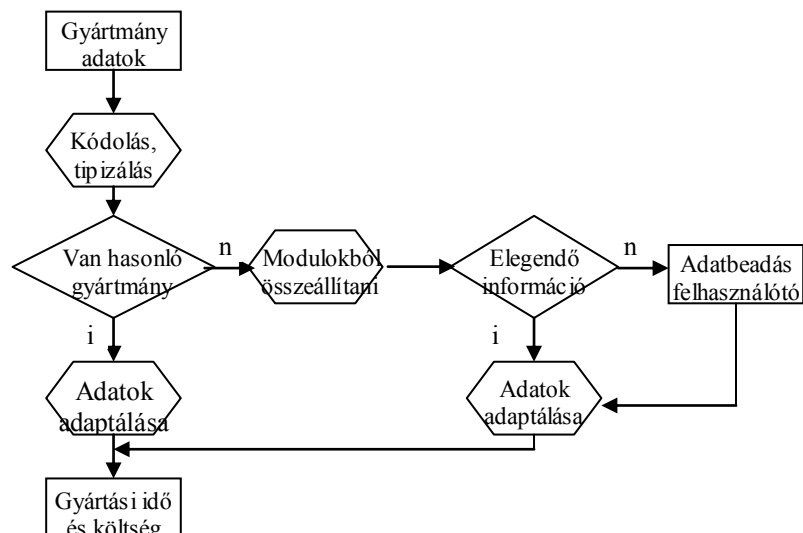 Gyártmány
adatok
Kódolás,
tipizálás
Van hasonló
gyártmány
n
i
Modulokból
összeállítani
Elegendő
információ
n
i
Adatbeadás
felhasználótó
Adatok
adaptálása
Adatok
adaptálása
Gyártási idő
és költség